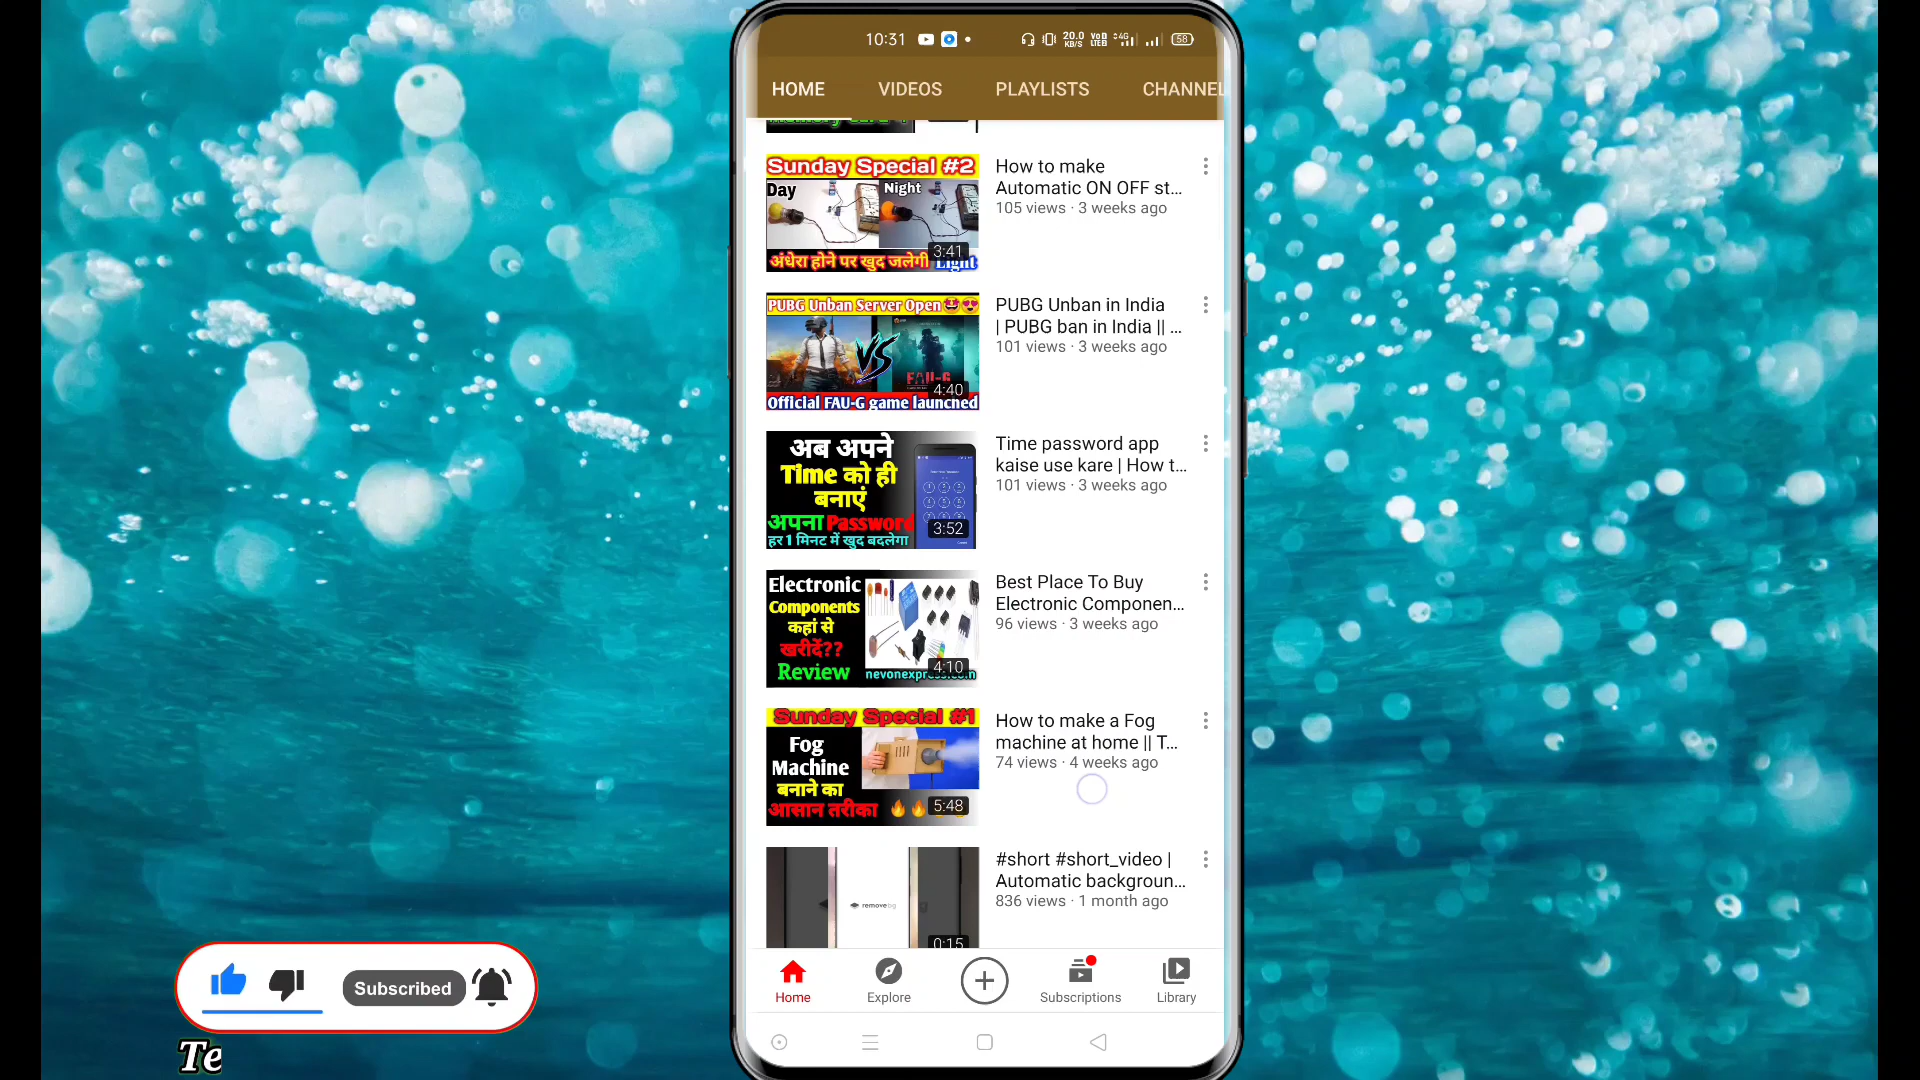 10:31
20.0
KB/S
58
HOME
VIDEOS
PLAYLISTS
CHANNEL
Sunday Special #2
Day
Night
3:41
अंधेरा होने पर खुद जलेगी Light
How to make
Automatic ON OFF st...
105 views · 3 weeks ago
PUBG Unban Server Open
VS
FAU-G
4:40
Official FAU-G game launched
PUBG Unban in India
| PUBG ban in India || ...
101 views · 3 weeks ago
अब अपने
Time को ही
बनाएं
अपना Password
3:52
हर 1 मिनट में खुद बदलेगा
Time password app
kaise use kare | How t...
101 views · 3 weeks ago
Electronic
Components
कहां से
खरीदें??
Review
4:10
Best Place To Buy
Electronic Componen...
96 views · 3 weeks ago
Sunday Special #1
Fog
Machine
बनाने का
आसान तरीका
5:48
How to make a Fog
machine at home || T...
74 views · 4 weeks ago
remove bg
0:15
#short #short_video |
Automatic backgroun...
836 views · 1 month ago
Home
Explore
Subscriptions
Library
Subscribed
Te